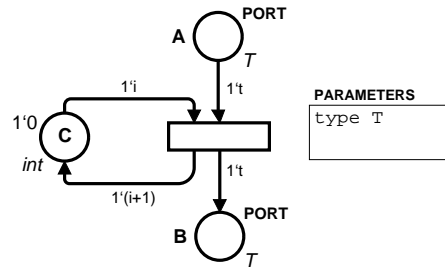 PORT
A
T
1‘i
1‘t
PARAMETERS
type T
1‘0
C
int
1‘t
1‘(i+1)
PORT
B
T